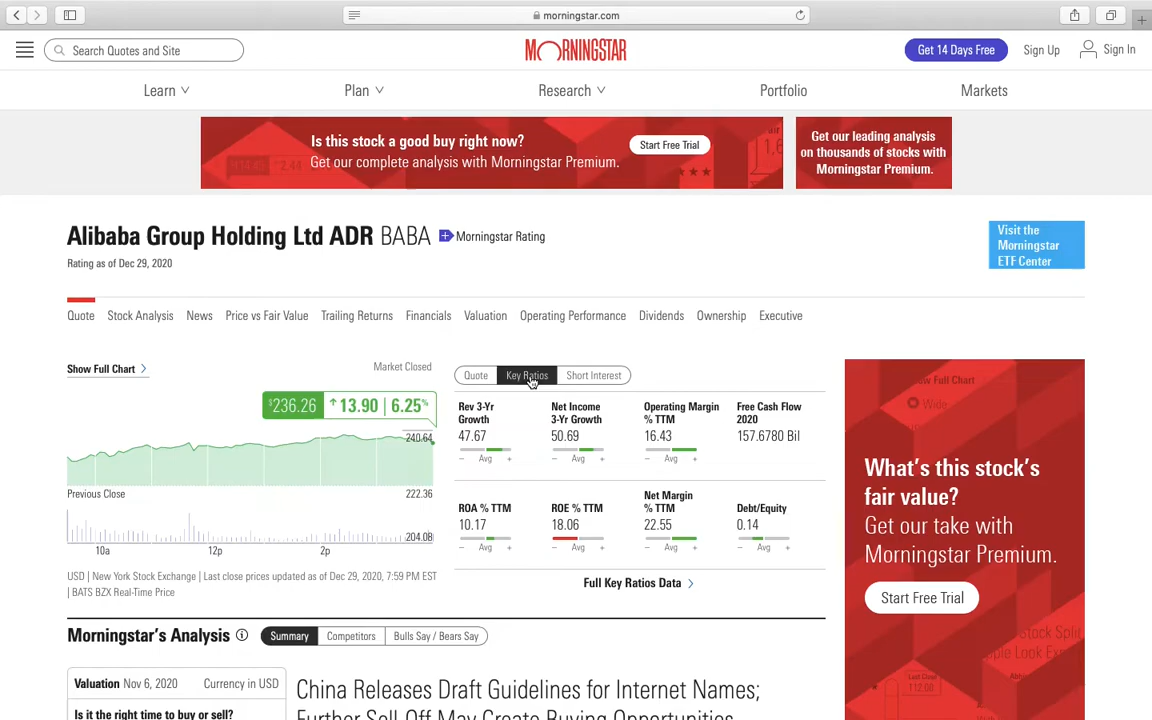 morningstar.com
Search Quotes and Site
MORNINGSTAR
Get 14 Days Free
Sign Up
Sign In
Learn
Plan
Research
Portfolio
Markets
Is this stock a good buy right now?
Get our complete analysis with Morningstar Premium.
Start Free Trial
Get our leading analysis
on thousands of stocks with
Morningstar Premium.
Alibaba Group Holding Ltd ADR BABA
Morningstar Rating
Rating as of Dec 29, 2020
Visit the
Morningstar
ETF Center
Quote Stock Analysis News Price vs Fair Value Trailing Returns Financials Valuation Operating Performance Dividends Ownership Executive
Show Full Chart
Market Closed
$236.26 13.90 | 6.25%
240.64
Previous Close 222.36
204.08
10a 12p 2p
USD | New York Stock Exchange | Last close prices updated as of Dec 29, 2020, 7:59 PM EST
| BATS BZX Real-Time Price
Quote Key Ratios Short Interest
Rev 3-Yr
Growth
47.67
− Avg +
Net Income
3-Yr Growth
50.69
− Avg +
Operating Margin
% TTM
16.43
− Avg +
Free Cash Flow
2020
157.6780 Bil
ROA % TTM
10.17
− Avg +
ROE % TTM
18.06
− Avg +
Net Margin
% TTM
22.55
− Avg +
Debt/Equity
0.14
− Avg +
Full Key Ratios Data
What's this stock's
fair value?
Get our take with
Morningstar Premium.
Start Free Trial
Morningstar's Analysis
Summary Competitors Bulls Say / Bears Say
Valuation Nov 6, 2020 Currency in USD
Is it the right time to buy or sell?
China Releases Draft Guidelines for Internet Names;
Further Sell-Off May Create Buying Opportunities